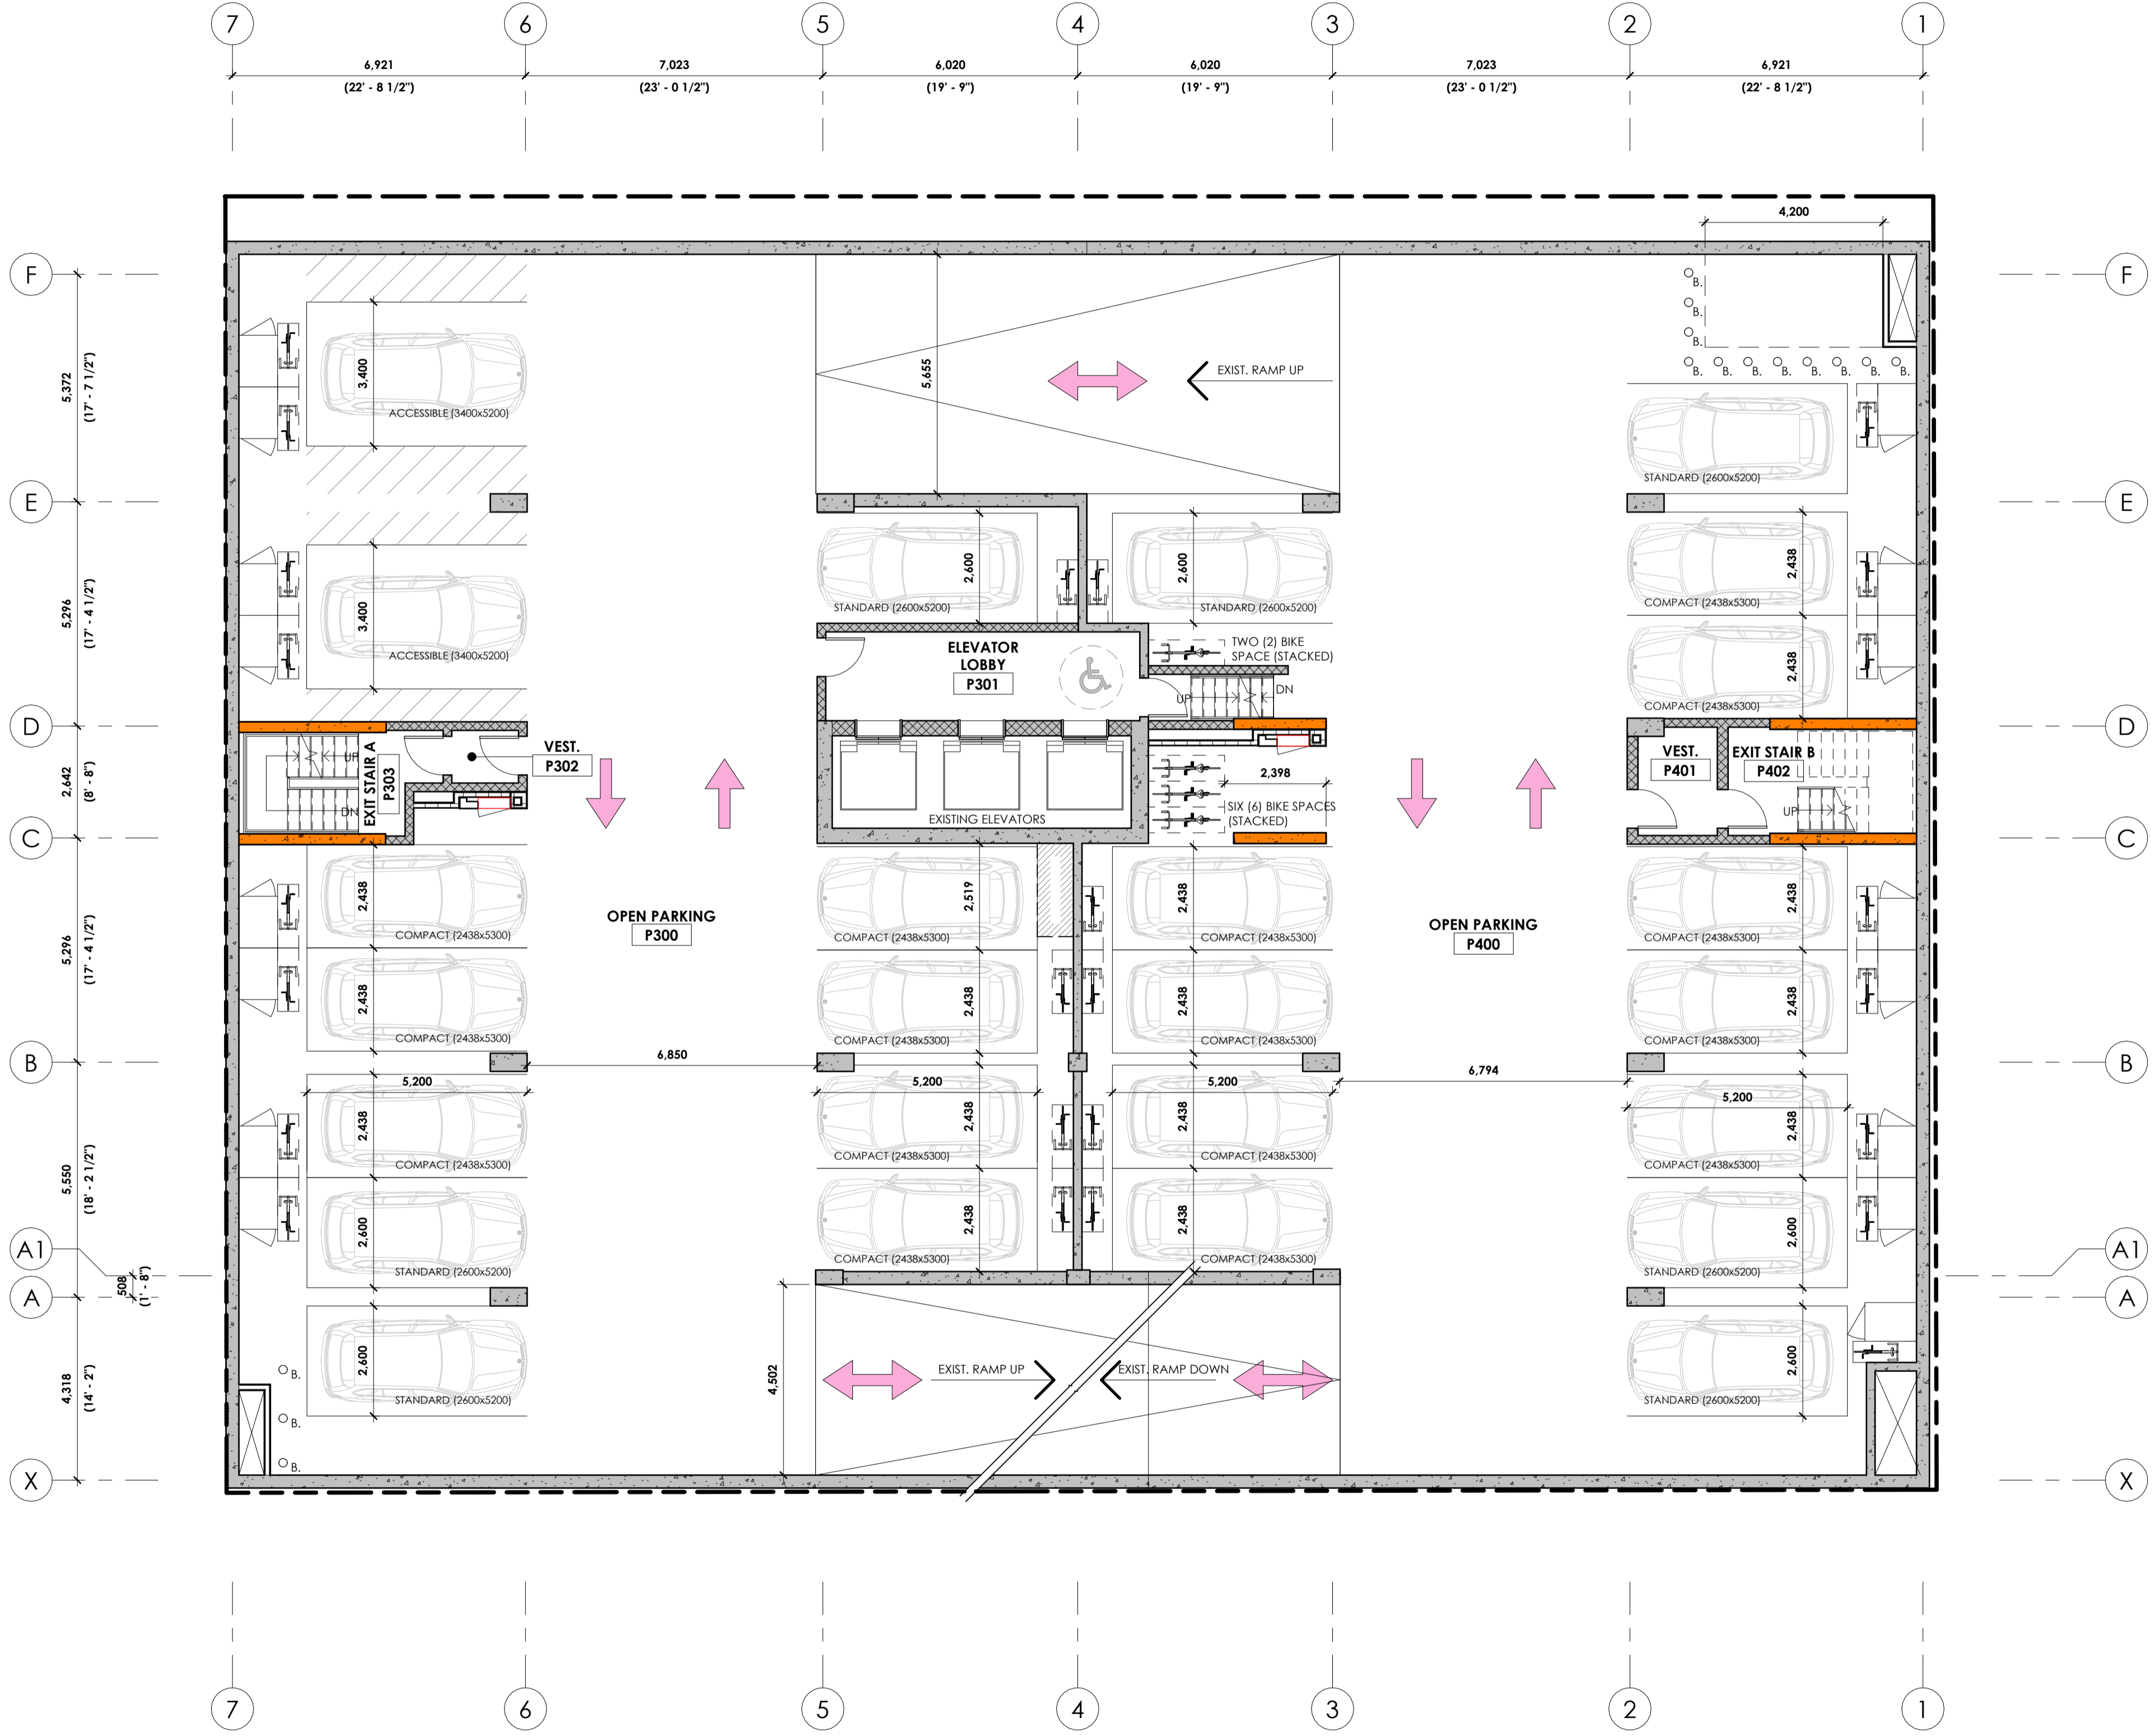 7
6
5
4
3
2
1
6,921
7,023
6,020
6,020
7,023
6,921
(22' - 8 1/2")
(23' - 0 1/2")
(19' - 9")
(19' - 9")
(23' - 0 1/2")
(22' - 8 1/2")
4,200
F
F
B.
B.
B.
B.
B.
B.
B.
B.
B.
B.
B.
5,372
(17' - 7 1/2")
3,400
ACCESSIBLE (3400x5200)
5,655
EXIST. RAMP UP
STANDARD (2600x5200)
E
E
5,296
(17' - 4 1/2")
3,400
ACCESSIBLE (3400x5200)
2,600
STANDARD (2600x5200)
2,600
STANDARD (2600x5200)
2,438
COMPACT (2438x5300)
2,438
COMPACT (2438x5300)
ELEVATOR
LOBBY
P301
TWO (2) BIKE
SPACE (STACKED)
UP
DN
D
D
2,642
(8' - 8")
UP
DN
EXIT STAIR A
P303
VEST.
P302
EXISTING ELEVATORS
2,398
SIX (6) BIKE SPACES
(STACKED)
VEST.
P401
EXIT STAIR B
P402
UP
C
C
5,296
(17' - 4 1/2")
2,438
COMPACT (2438x5300)
2,519
COMPACT (2438x5300)
2,438
COMPACT (2438x5300)
2,438
COMPACT (2438x5300)
OPEN PARKING
P300
OPEN PARKING
P400
2,438
COMPACT (2438x5300)
2,438
COMPACT (2438x5300)
2,438
COMPACT (2438x5300)
2,438
COMPACT (2438x5300)
B
B
6,850
6,794
5,200
5,200
5,200
5,200
5,550
(18' - 2 1/2")
2,438
COMPACT (2438x5300)
2,438
COMPACT (2438x5300)
2,438
COMPACT (2438x5300)
2,438
COMPACT (2438x5300)
2,600
STANDARD (2600x5200)
2,438
COMPACT (2438x5300)
2,438
COMPACT (2438x5300)
2,600
STANDARD (2600x5200)
A1
A1
508
(1' - 8")
A
A
4,318
(14' - 2")
2,600
STANDARD (2600x5200)
4,502
EXIST. RAMP UP
EXIST. RAMP DOWN
2,600
STANDARD (2600x5200)
B.
B.
B.
X
X
7
6
5
4
3
2
1